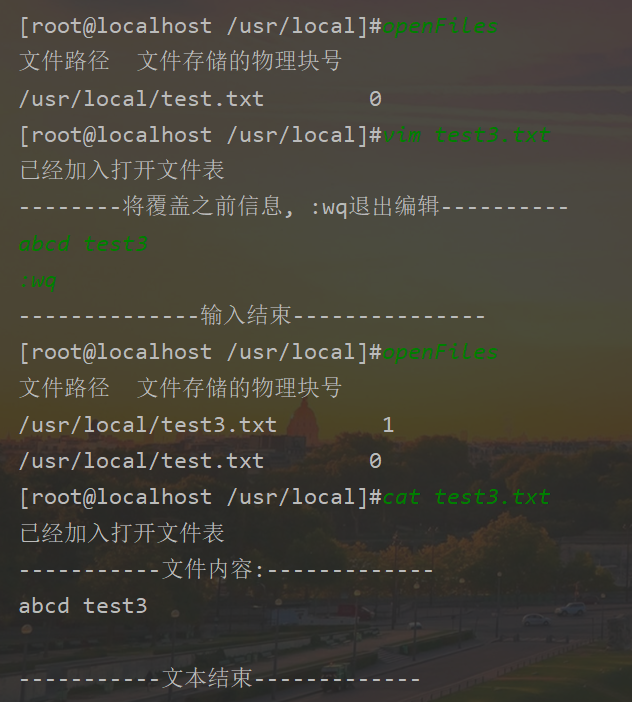 [root@localhost /usr/local]#openFiles
文件路径  文件存储的物理块号
/usr/local/test.txt        0
[root@localhost /usr/local]#vim test3.txt
已经加入打开文件表
--------将覆盖之前信息, :wq退出编辑----------
abcd test3
:wq
--------------输入结束---------------
[root@localhost /usr/local]#openFiles
文件路径  文件存储的物理块号
/usr/local/test3.txt        1
/usr/local/test.txt        0
[root@localhost /usr/local]#cat test3.txt
已经加入打开文件表
-----------文件内容:-------------
abcd test3
-----------文本结束-------------